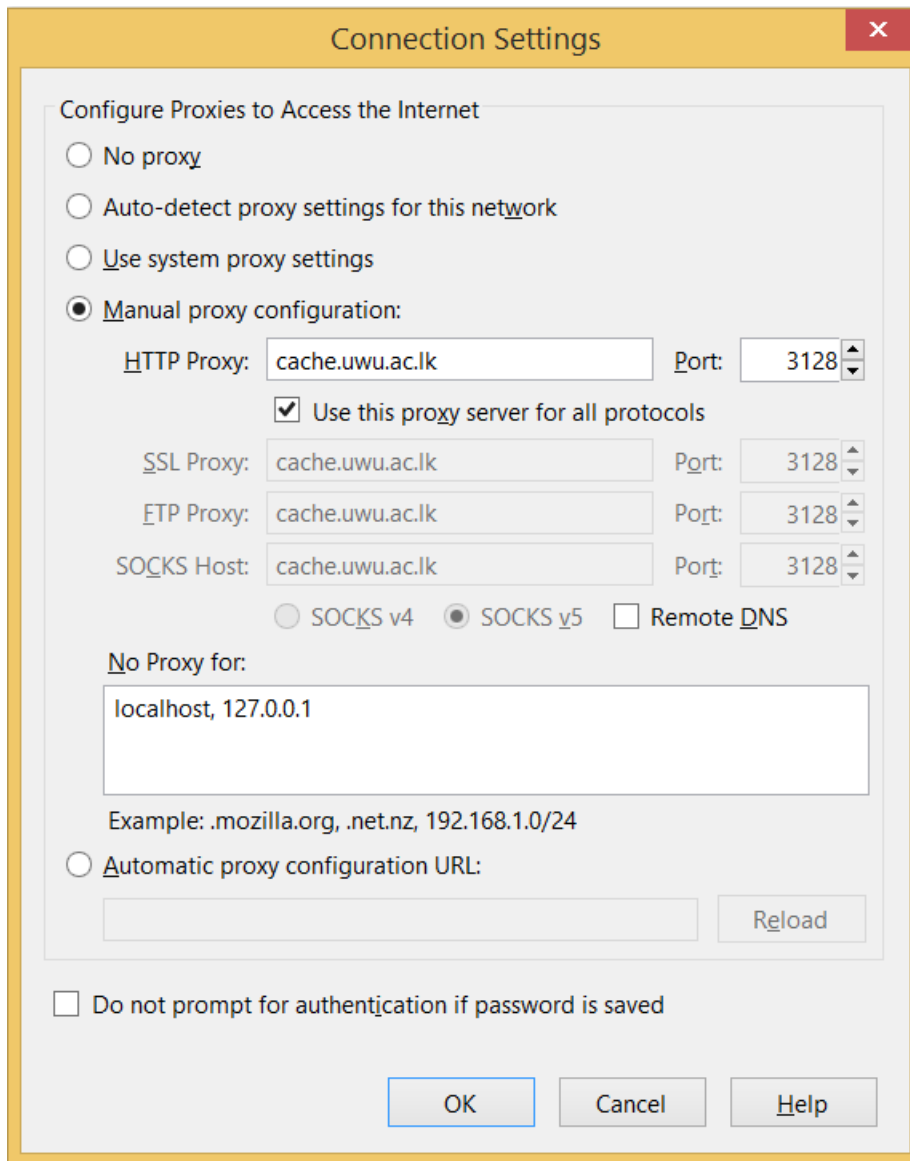 Connection Settings
Configure Proxies to Access the Internet
No proxy
Auto-detect proxy settings for this network
Use system proxy settings
Manual proxy configuration:
HTTP Proxy: cache.uwu.ac.lk Port: 3128
Use this proxy server for all protocols
SSL Proxy: cache.uwu.ac.lk Port: 3128
FTP Proxy: cache.uwu.ac.lk Port: 3128
SOCKS Host: cache.uwu.ac.lk Port: 3128
SOCKS v4 SOCKS v5 Remote DNS
No Proxy for:
localhost, 127.0.0.1
Example: .mozilla.org, .net.nz, 192.168.1.0/24
Automatic proxy configuration URL:
Reload
Do not prompt for authentication if password is saved
OK Cancel Help